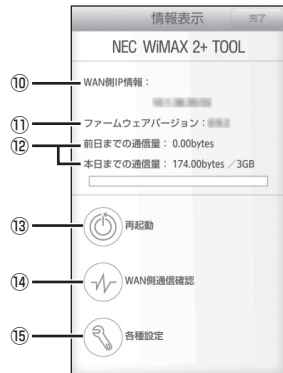 情報表示
完了
NEC WiMAX 2+ TOOL
⑩ WAN側IP情報：
⑪ ファームウェアバージョン：
⑫ 前日までの通信量： 0.00bytes
本日までの通信量： 174.00bytes ／3GB
⑬ 再起動
⑭ WAN側通信確認
⑮ 各種設定